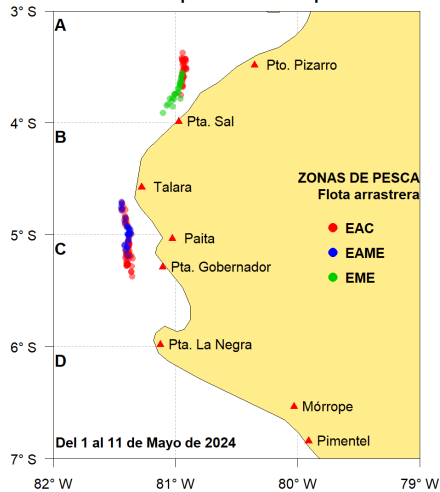 3° S
A
Pto. Pizarro
4° S
Pta. Sal
B
ZONAS DE PESCA
Flota arrastrera
Talara
EAC
5° S
Paita
C
EAME
Pta. Gobernador
EME
6° S
Pta. La Negra
D
Mórrope
Del 1 al 11 de Mayo de 2024
Pimentel
7° S
82° W
81° W
80° W
79° W